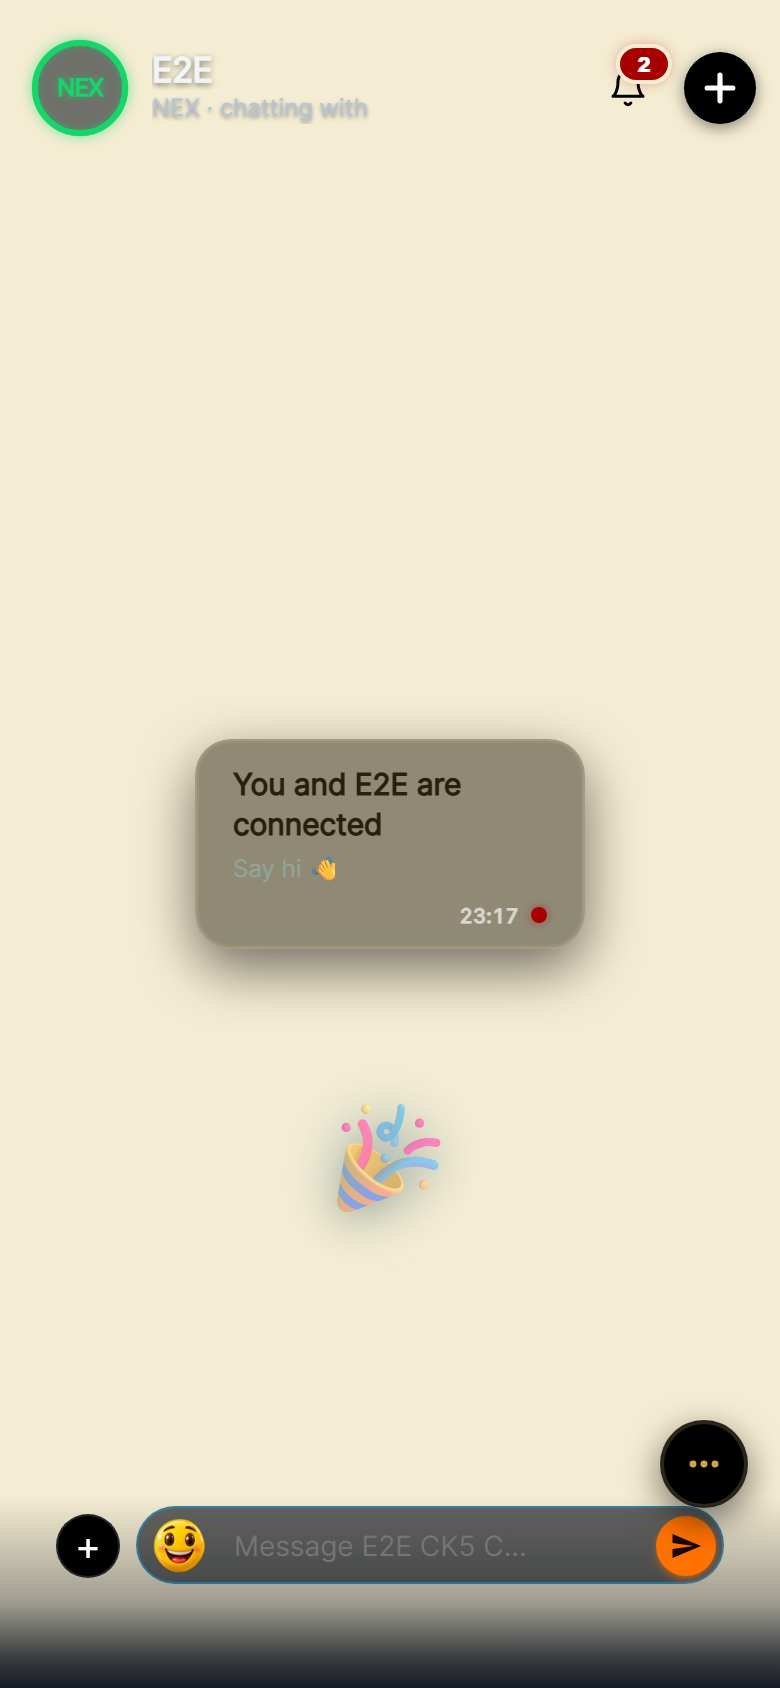 NEX
E2E
NEX · chatting with
2
You and E2E are
connected
Say hi 👋
23:17
Message E2E CK5 C...